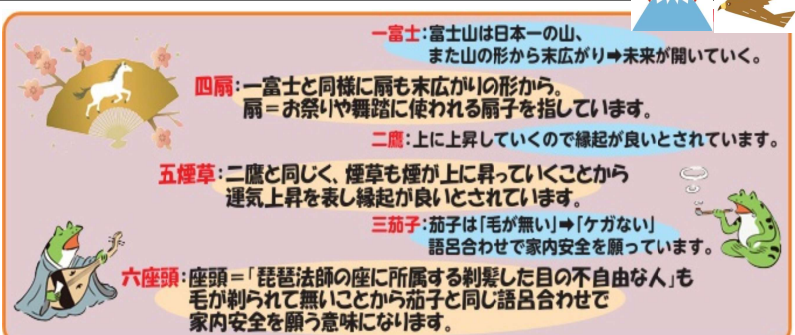 一富士：富士山は日本一の山、
また山の形から末広がり➡未来が開いていく。
四扇：一富士と同様に扇も末広がりの形から。
扇＝お祭りや舞踏に使われる扇子を指しています。
二鷹：上に上昇していくので縁起が良いとされています。
五煙草：二鷹と同じく、煙草も煙が上に昇っていくことから
運気上昇を表し縁起が良いとされています。
三茄子：茄子は「毛が無い」➡「ケガない」
語呂合わせで家内安全を願っています。
六座頭：座頭＝「琵琶法師の座に所属する剃髪した目の不自由な人」も
毛が剃られて無いことから茄子と同じ語呂合わせで
家内安全を願う意味になります。